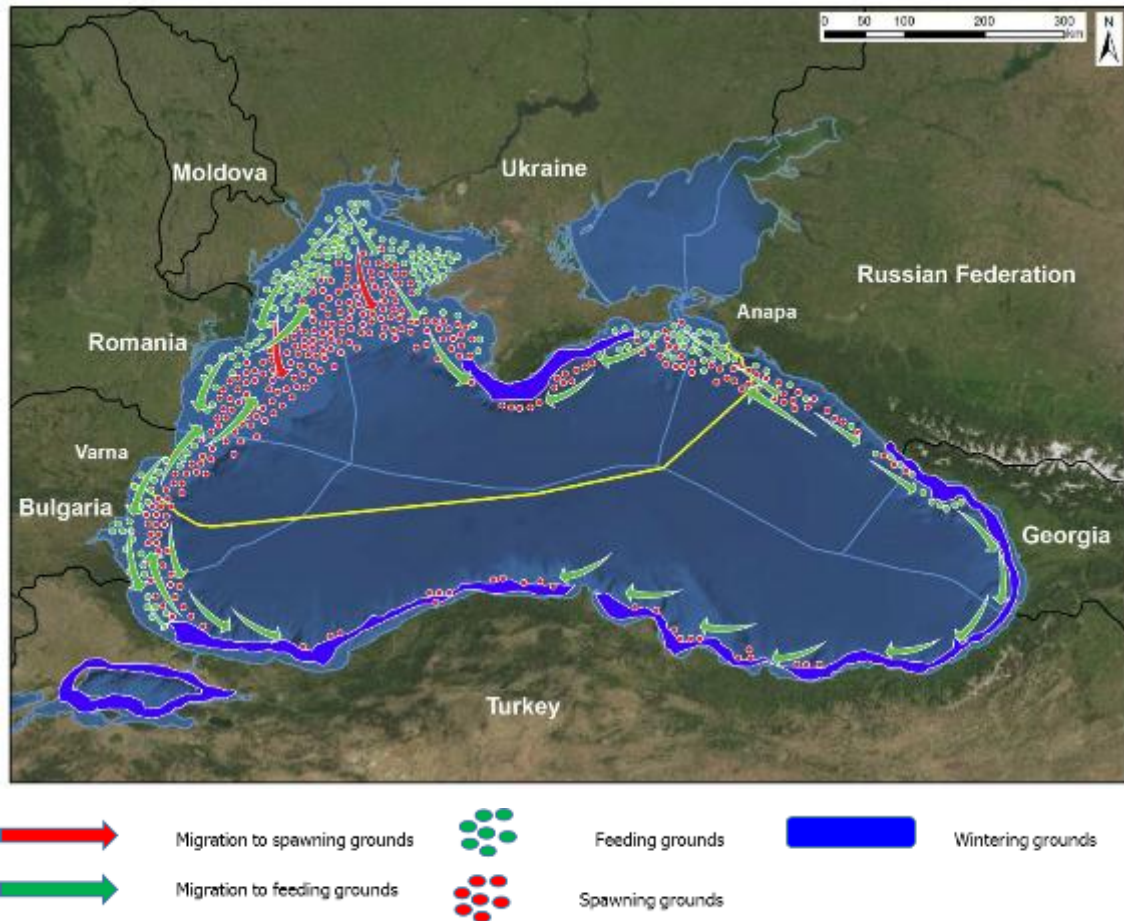 0 50 100 200 300
km
N
Moldova
Ukraine
Russian Federation
Anapa
Romania
Varna
Bulgaria
Georgia
Turkey
Migration to spawning grounds
Feeding grounds
Wintering grounds
Migration to feeding grounds
Spawning grounds